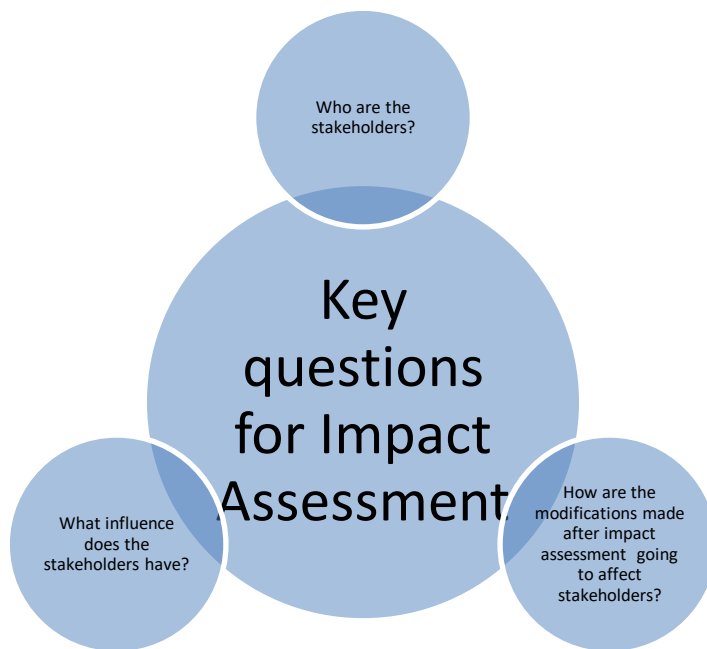 Who are the
stakeholders?
Key
questions
for Impact
Assessment
What influence
does the
stakeholders have?
How are the
modifications made
after impact
assessment  going
to affect
stakeholders?